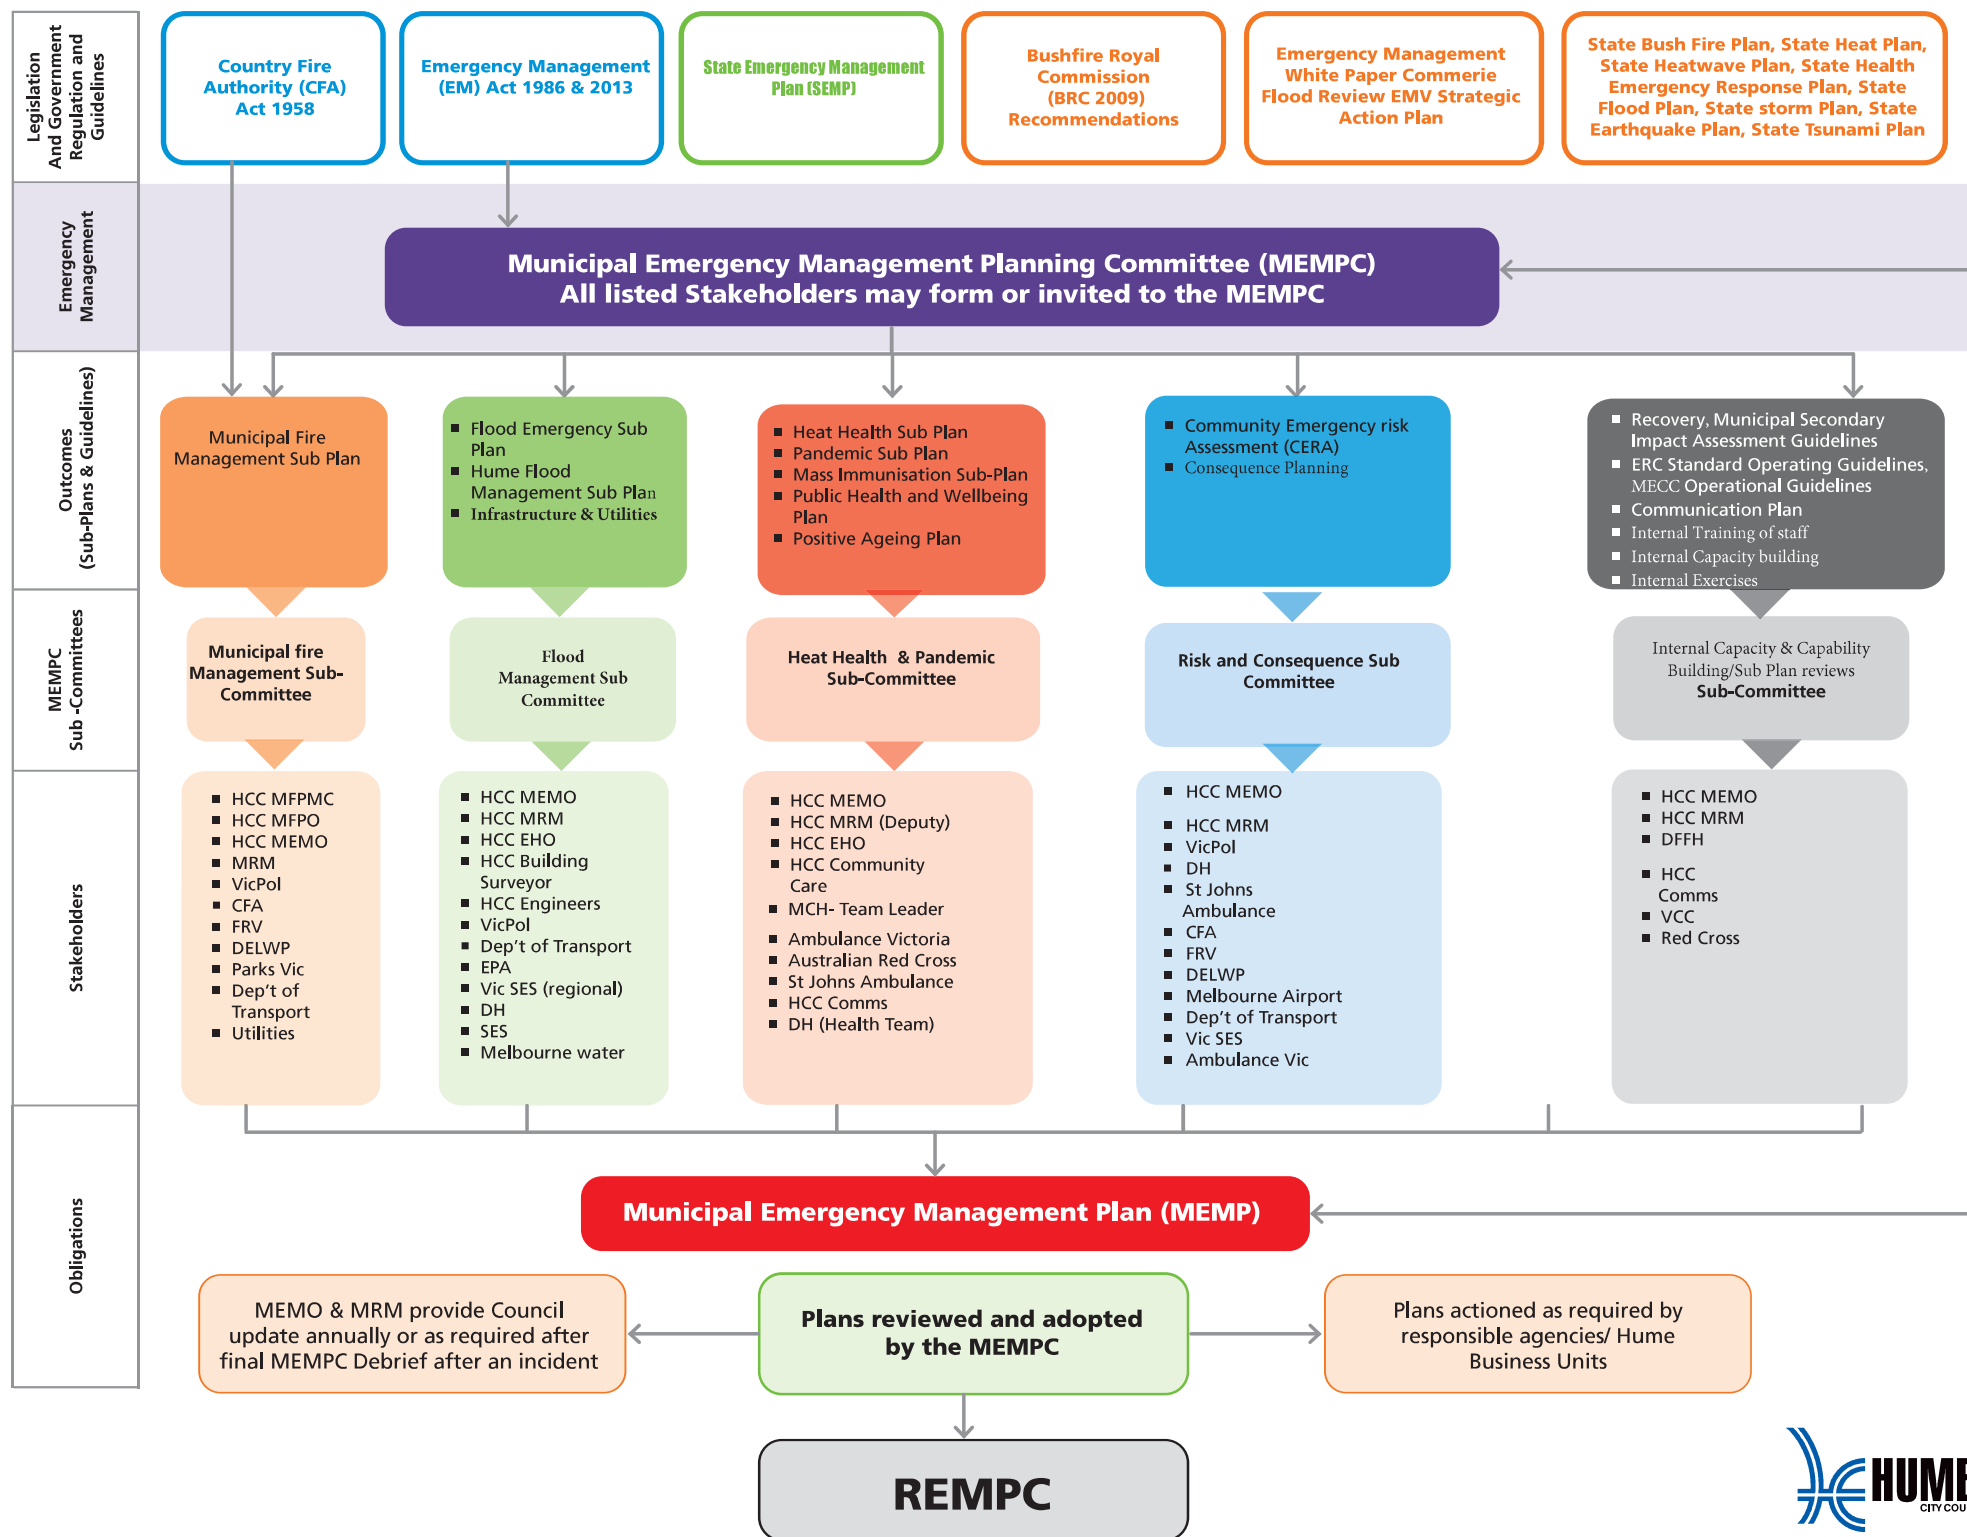 Legislation
And Government
Regulation and
Guidelines
Country Fire
Authority (CFA)
Act 1958
Emergency Management
(EM) Act 1986 & 2013
State Emergency Management
Plan (SEMP)
Bushfire Royal
Commission
(BRC 2009)
Recommendations
Emergency Management
White Paper Commerie
Flood Review EMV Strategic
Action Plan
State Bush Fire Plan, State Heat Plan,
State Heatwave Plan, State Health
Emergency Response Plan, State
Flood Plan, State storm Plan, State
Earthquake Plan, State Tsunami Plan
Emergency
Management
Municipal Emergency Management Planning Committee (MEMPC)
All listed Stakeholders may form or invited to the MEMPC
Outcomes
(Sub-Plans & Guidelines)
Municipal Fire
Management Sub Plan
■ Flood Emergency Sub
Plan
■ Hume Flood
Management Sub Plan
■ Infrastructure & Utilities
■ Heat Health Sub Plan
■ Pandemic Sub Plan
■ Mass Immunisation Sub-Plan
■ Public Health and Wellbeing
Plan
■ Positive Ageing Plan
■ Community Emergency risk
Assessment (CERA)
■ Consequence Planning
■ Recovery, Municipal Secondary
Impact Assessment Guidelines
■ ERC Standard Operating Guidelines,
MECC Operational Guidelines
■ Communication Plan
■ Internal Training of staff
■ Internal Capacity building
■ Internal Exercises
MEMPC
Sub -Committees
Municipal fire
Management Sub-
Committee
Flood
Management Sub
Committee
Heat Health & Pandemic
Sub-Committee
Risk and Consequence Sub
Committee
Internal Capacity & Capability
Building/Sub Plan reviews
Sub-Committee
Stakeholders
■ HCC MFPMC
■ HCC MFPO
■ HCC MEMO
■ MRM
■ VicPol
■ CFA
■ FRV
■ DELWP
■ Parks Vic
■ Dep't of
Transport
■ Utilities
■ HCC MEMO
■ HCC MRM
■ HCC EHO
■ HCC Building
Surveyor
■ HCC Engineers
■ VicPol
■ Dep't of Transport
■ EPA
■ Vic SES (regional)
■ DH
■ SES
■ Melbourne water
■ HCC MEMO
■ HCC MRM (Deputy)
■ HCC EHO
■ HCC Community
Care
■ MCH- Team Leader
■ Ambulance Victoria
■ Australian Red Cross
■ St Johns Ambulance
■ HCC Comms
■ DH (Health Team)
■ HCC MEMO
■ HCC MRM
■ VicPol
■ DH
■ St Johns
Ambulance
■ CFA
■ FRV
■ DELWP
■ Melbourne Airport
■ Dep't of Transport
■ Vic SES
■ Ambulance Vic
■ HCC MEMO
■ HCC MRM
■ DFFH
■ HCC
Comms
■ VCC
■ Red Cross
Obligations
Municipal Emergency Management Plan (MEMP)
MEMO & MRM provide Council
update annually or as required after
final MEMPC Debrief after an incident
Plans reviewed and adopted
by the MEMPC
Plans actioned as required by
responsible agencies/ Hume
Business Units
REMPC
HUME
CITY COU